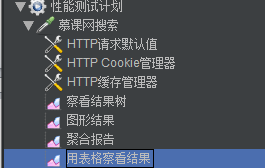 性能测试计划
慕课网搜索
HTTP请求默认值
HTTP Cookie管理器
HTTP缓存管理器
察看结果树
图形结果
聚合报告
用表格察看结果